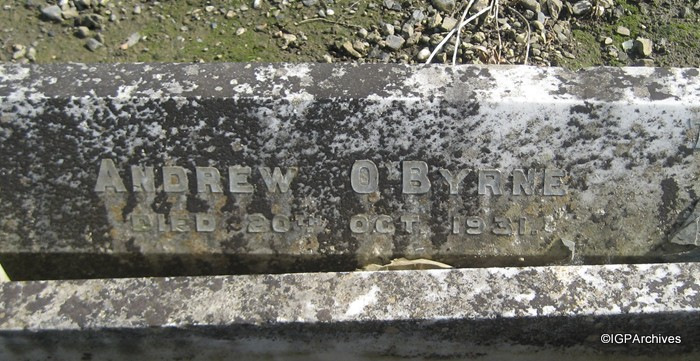 ANDREW O'BYRNE
DIED 20TH OCT. 1931.
©IGPArchives